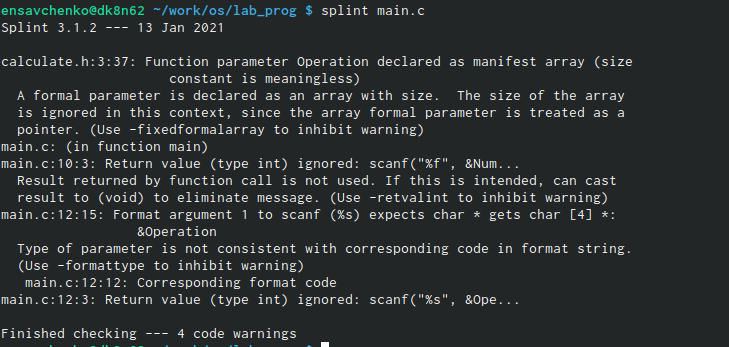 ensavchenko@dk8n62 ~/work/os/lab_prog $ splint main.c
Splint 3.1.2 --- 13 Jan 2021

calculate.h:3:37: Function parameter Operation declared as manifest array (size
                     constant is meaningless)
  A formal parameter is declared as an array with size.  The size of the array
  is ignored in this context, since the array formal parameter is treated as a
  pointer. (Use -fixedformalarray to inhibit warning)
main.c: (in function main)
main.c:10:3: Return value (type int) ignored: scanf("%f", &Num...
  Result returned by function call is not used. If this is intended, can cast
  result to (void) to eliminate message. (Use -retvalint to inhibit warning)
main.c:12:15: Format argument 1 to scanf (%s) expects char * gets char [4] *:
                 &Operation
  Type of parameter is not consistent with corresponding code in format string.
  (Use -formattype to inhibit warning)
   main.c:12:12: Corresponding format code
main.c:12:3: Return value (type int) ignored: scanf("%s", &Ope...

Finished checking --- 4 code warnings